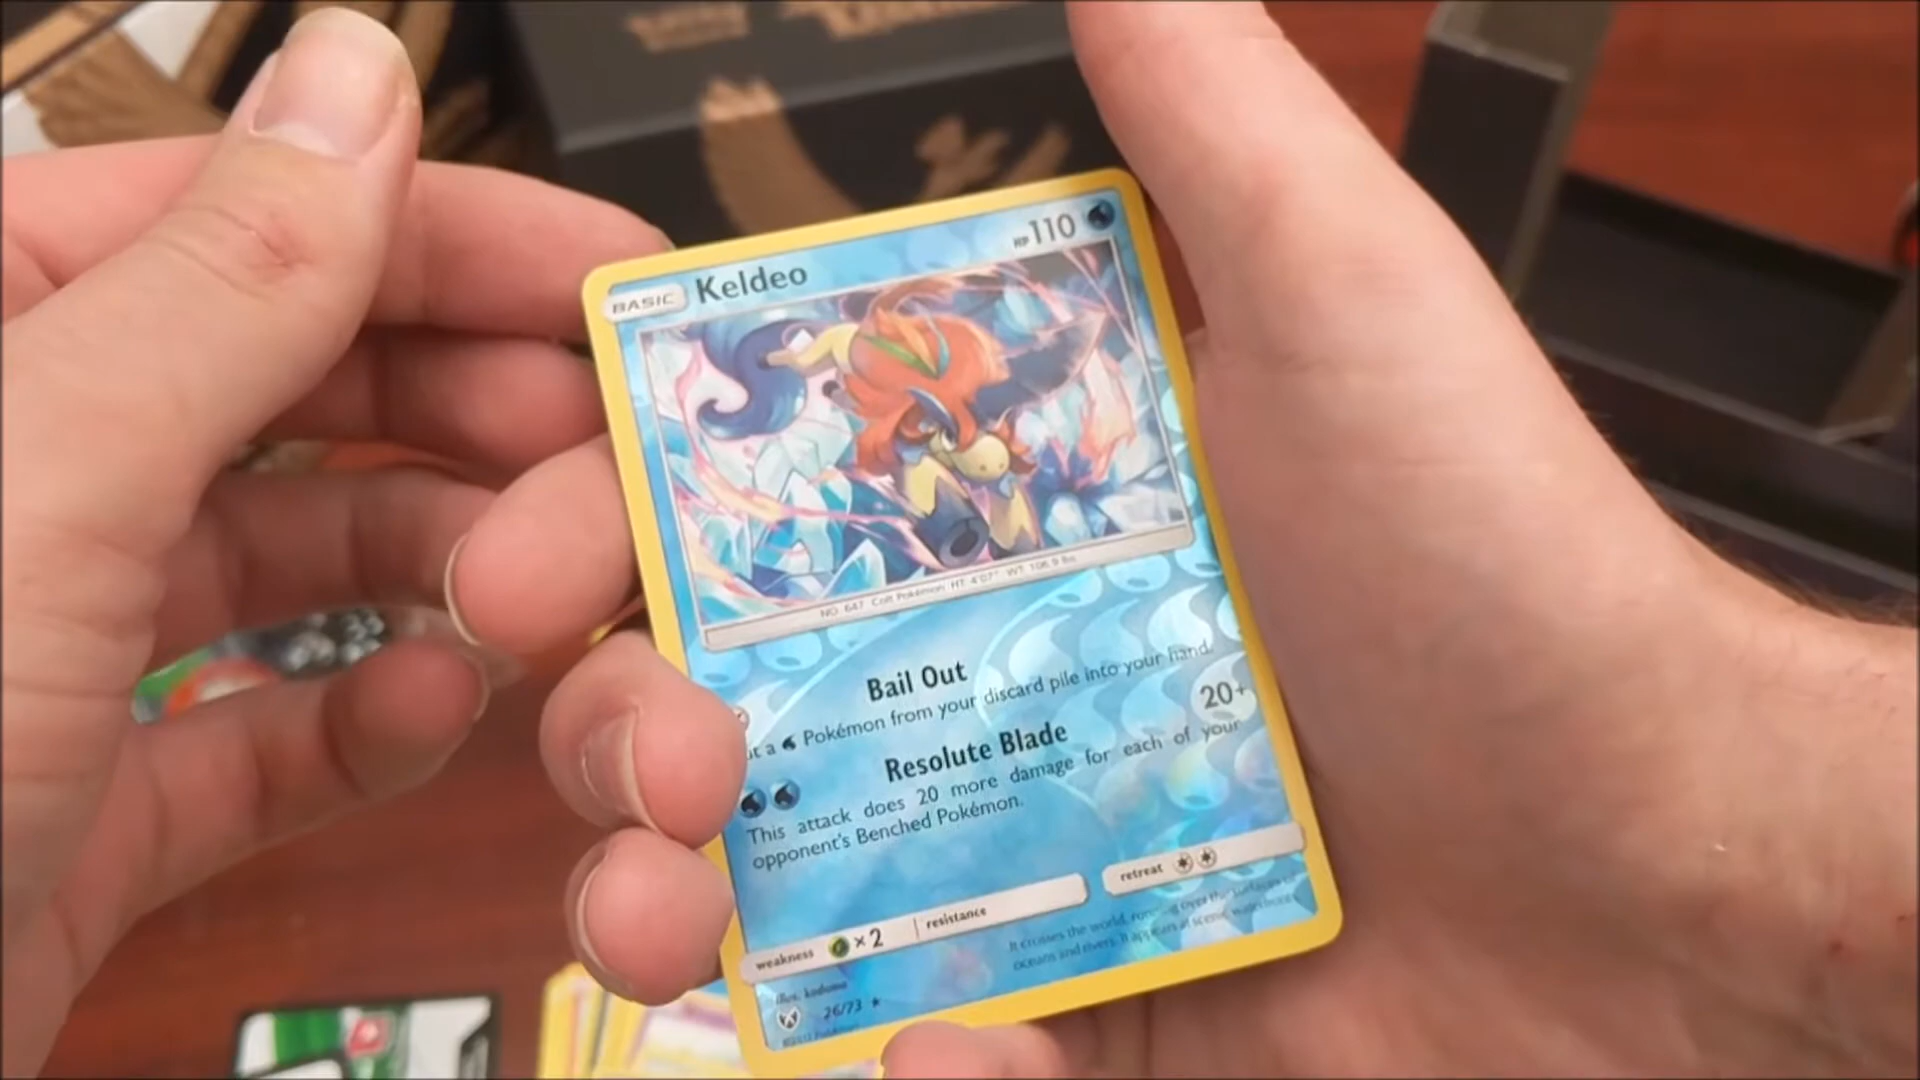 BASIC Keldeo HP 110
NO. 647 Colt Pokémon HT: 4'07" WT: 106.9 lbs
Bail Out
ut a Pokémon from your discard pile into your hand.
Resolute Blade 20+
This attack does 20 more damage for each of your
opponent's Benched Pokémon.
weakness ×2 resistance
retreat
It crosses the world, running over the surfaces of
oceans and rivers. It appears at scenic waterfronts.
illus. kodama
26/73